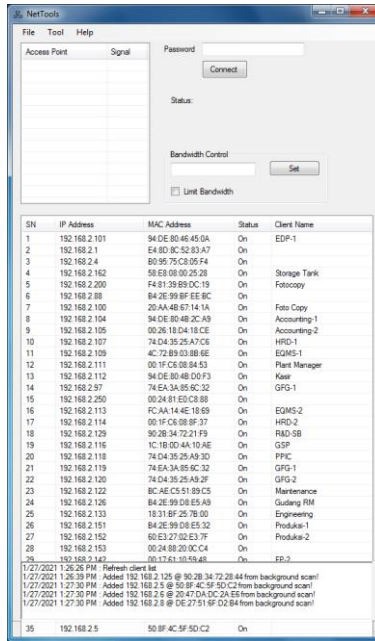 NetTools
File Tool Help
Access Point Signal
Password
Connect
Status:
Bandwidth Control
Set
Limit Bandwidth
SN IP Address MAC Address Status Client Name
1 192.168.2.101 94:DE:80:46:45:0A On EDP-1
2 192.168.2.1 E4:8D:8C:52:83:A7 On
3 192.168.2.4 B0:95:75:C8:05:F4 On
4 192.168.2.162 58:E8:08:00:25:28 On Storage Tank
5 192.168.2.200 F4:81:39:B9:DC:19 On Fotocopy
6 192.168.2.88 B4:2E:99:BF:EE:BC On
7 192.168.2.100 20:AA:4B:67:14:1A On Foto Copy
8 192.168.2.104 94:DE:80:4B:2C:A9 On Accounting-1
9 192.168.2.105 00:26:18:D4:18:CE On Accounting-2
10 192.168.2.107 74:D4:35:25:A7:C6 On HRD-1
11 192.168.2.109 4C:72:B9:03:8B:6E On EQMS-1
12 192.168.2.111 00:1F:C6:08:84:53 On Plant Manager
13 192.168.2.112 94:DE:80:4B:D0:F3 On Kasir
14 192.168.2.97 74:EA:3A:85:6C:32 On GFG-1
15 192.168.2.250 00:24:81:E0:C8:88 On
16 192.168.2.113 FC:AA:14:4E:18:69 On EQMS-2
17 192.168.2.114 00:1F:C6:08:8F:37 On HRD-2
18 192.168.2.129 90:2B:34:72:21:F9 On R&D-SB
19 192.168.2.116 1C:1B:0D:4A:10:AE On GSP
20 192.168.2.118 74:D4:35:25:A9:3D On PPIC
21 192.168.2.119 74:EA:3A:85:6C:32 On GFG-1
22 192.168.2.120 74:D4:35:25:A9:2F On GFG-2
23 192.168.2.122 BC:AE:C5:51:89:C5 On Maintenance
24 192.168.2.126 B4:2E:99:D8:E5:A9 On Gudang RM
25 192.168.2.133 18:31:BF:25:7B:00 On Engineering
26 192.168.2.151 B4:2E:99:D8:E5:32 On Produksi-1
27 192.168.2.152 60:E3:27:02:E3:7F On Produksi-2
28 192.168.2.153 00:24:88:20:0C:C4 On
29 192.168.2.142 00:17:61:10:59:48 On FP-2
1/27/2021 1:26:26 PM : Refresh client list
1/27/2021 1:26:39 PM : Added 192.168.2.125 @ 90:2B:34:72:28:44 from background scan!
1/27/2021 1:27:30 PM : Added 192.168.2.5 @ 50:8F:4C:5F:5D:C2 from background scan!
1/27/2021 1:27:30 PM : Added 192.168.2.6 @ 20:47:DA:DC:2A:E6 from background scan!
1/27/2021 1:27:30 PM : Added 192.168.2.8 @ DE:27:51:6F:D2:B4 from background scan!
35 192.168.2.5 50:8F:4C:5F:5D:C2 On